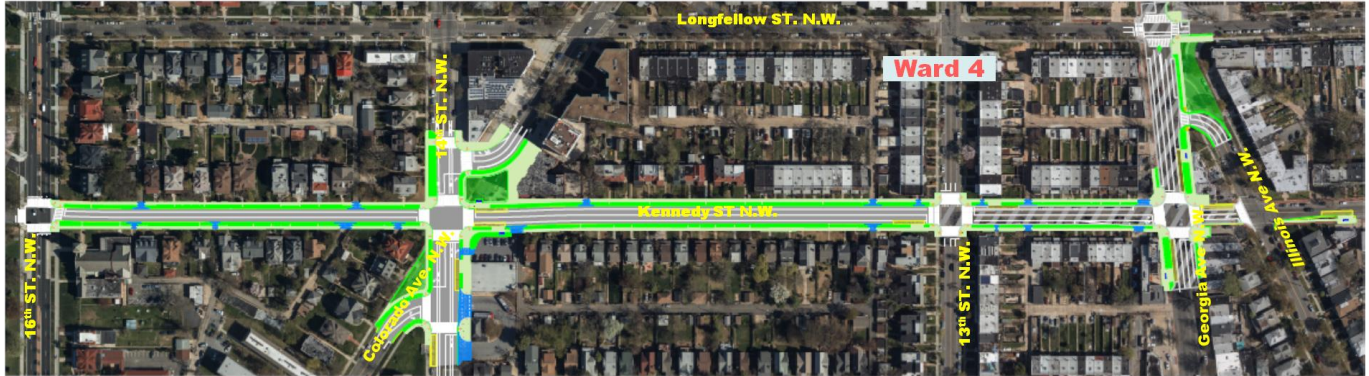 Longfellow ST. N.W.
Ward 4
14th ST. N.W.
Kennedy ST N.W.
16th ST. N.W.
Colorado Ave. N.W.
13th ST. N.W.
Georgia Ave N.W.
Illinois Ave N.W.